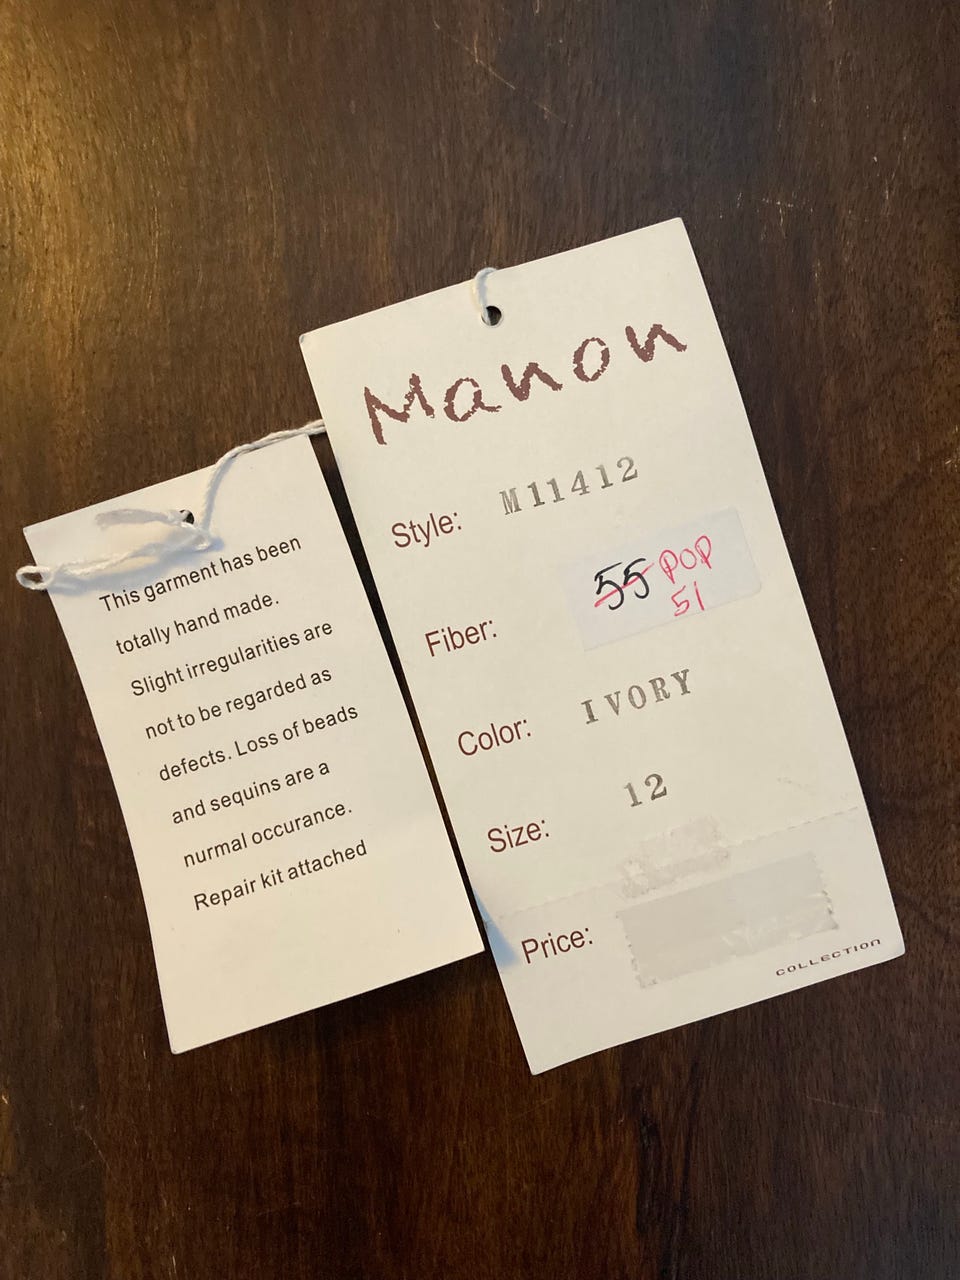 This garment has been
totally hand made.
Slight irregularities are
not to be regarded as
defects. Loss of beads
and sequins are a
normal occurance.
Repair kit attached
Manon
Style: M11412
Fiber: 55 POP
51
Color: IVORY
Size: 12
Price:
COLLECTION